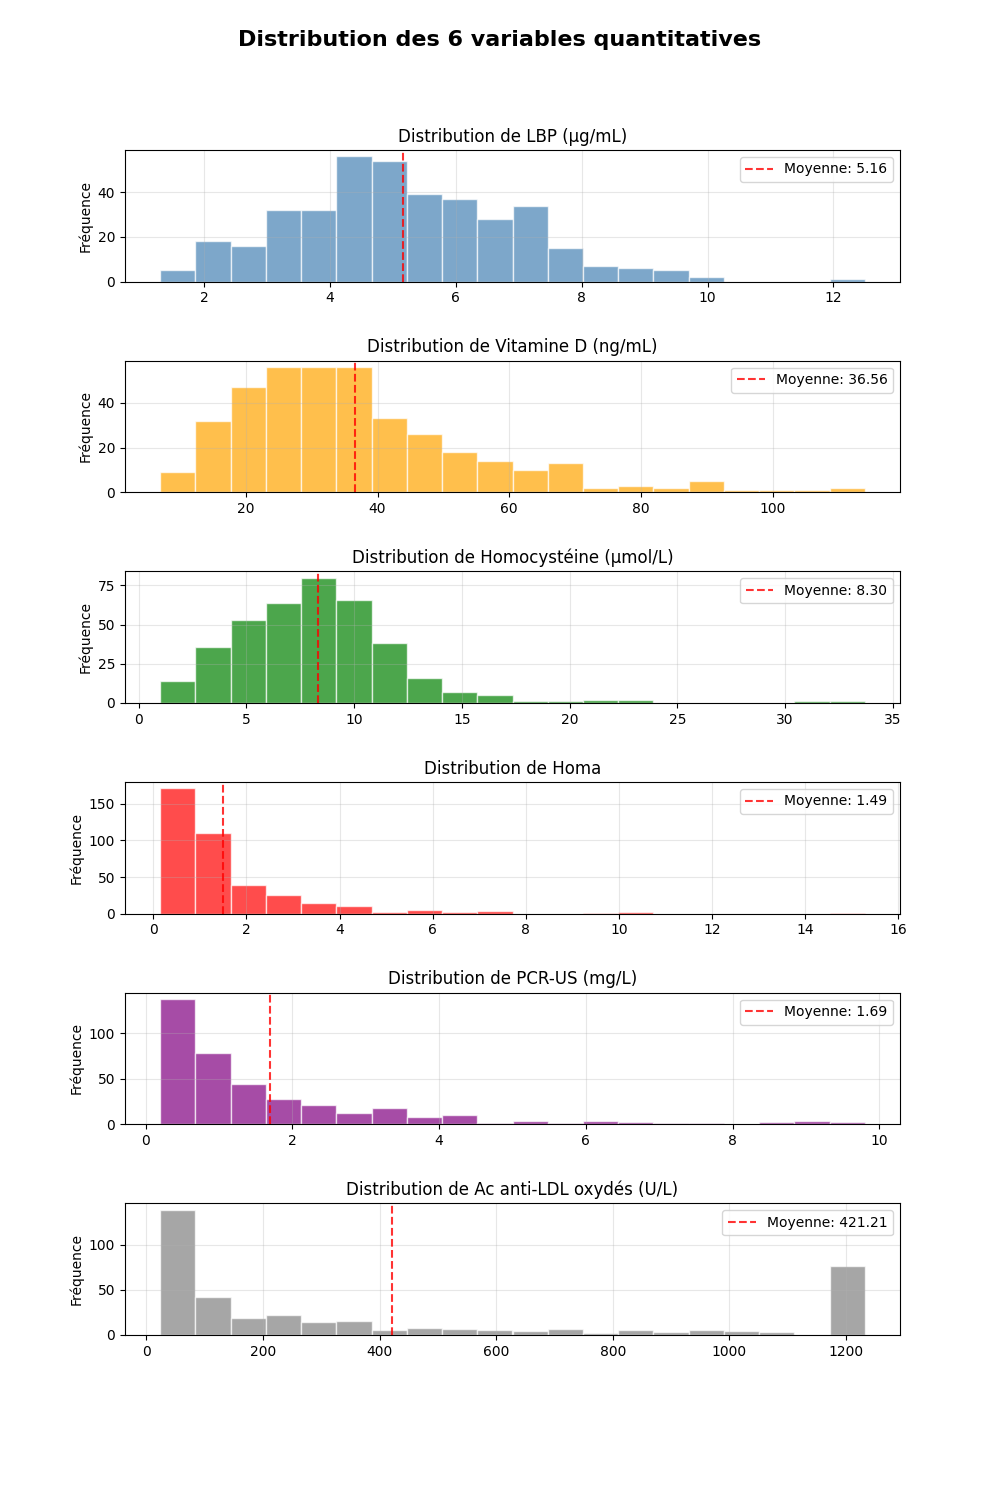 Distribution des 6 variables quantitatives
Distribution de LBP (µg/mL)
Moyenne: 5.16
Fréquence
40
20
0
2 4 6 8 10 12
Distribution de Vitamine D (ng/mL)
Moyenne: 36.56
Fréquence
40
20
0
20 40 60 80 100
Distribution de Homocystéine (µmol/L)
Moyenne: 8.30
Fréquence
75
50
25
0
0 5 10 15 20 25 30 35
Distribution de Homa
Moyenne: 1.49
Fréquence
150
100
50
0
0 2 4 6 8 10 12 14 16
Distribution de PCR-US (mg/L)
Moyenne: 1.69
Fréquence
100
50
0
0 2 4 6 8 10
Distribution de Ac anti-LDL oxydés (U/L)
Moyenne: 421.21
Fréquence
100
50
0
0 200 400 600 800 1000 1200